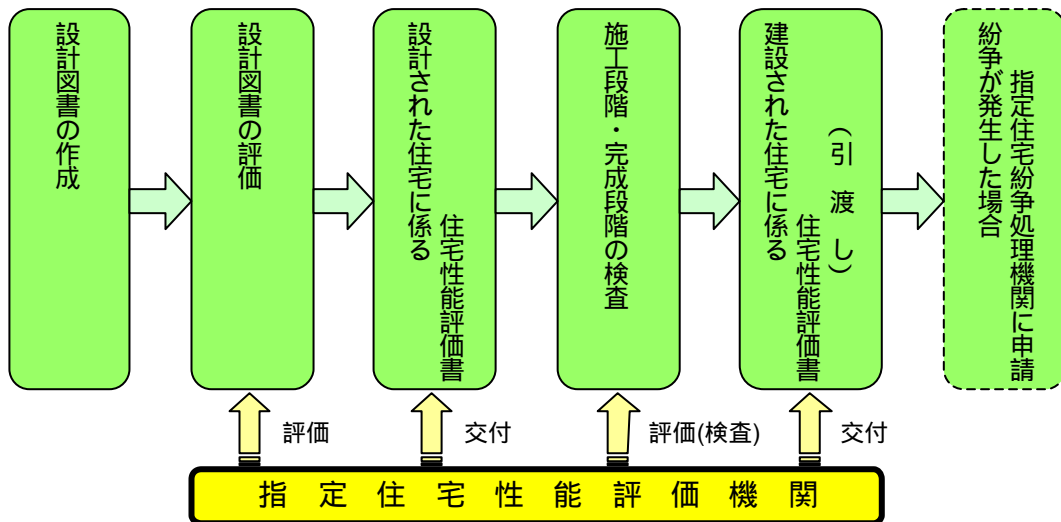 設計図書の作成
設計図書の評価
設計された住宅に係る
住宅性能評価書
施工段階・完成段階の検査
建設された住宅に係る
住宅性能評価書
(引渡し)
紛争が発生した場合
指定住宅紛争処理機関に申請
評価
交付
評価(検査)
交付
指定住宅性能評価機関